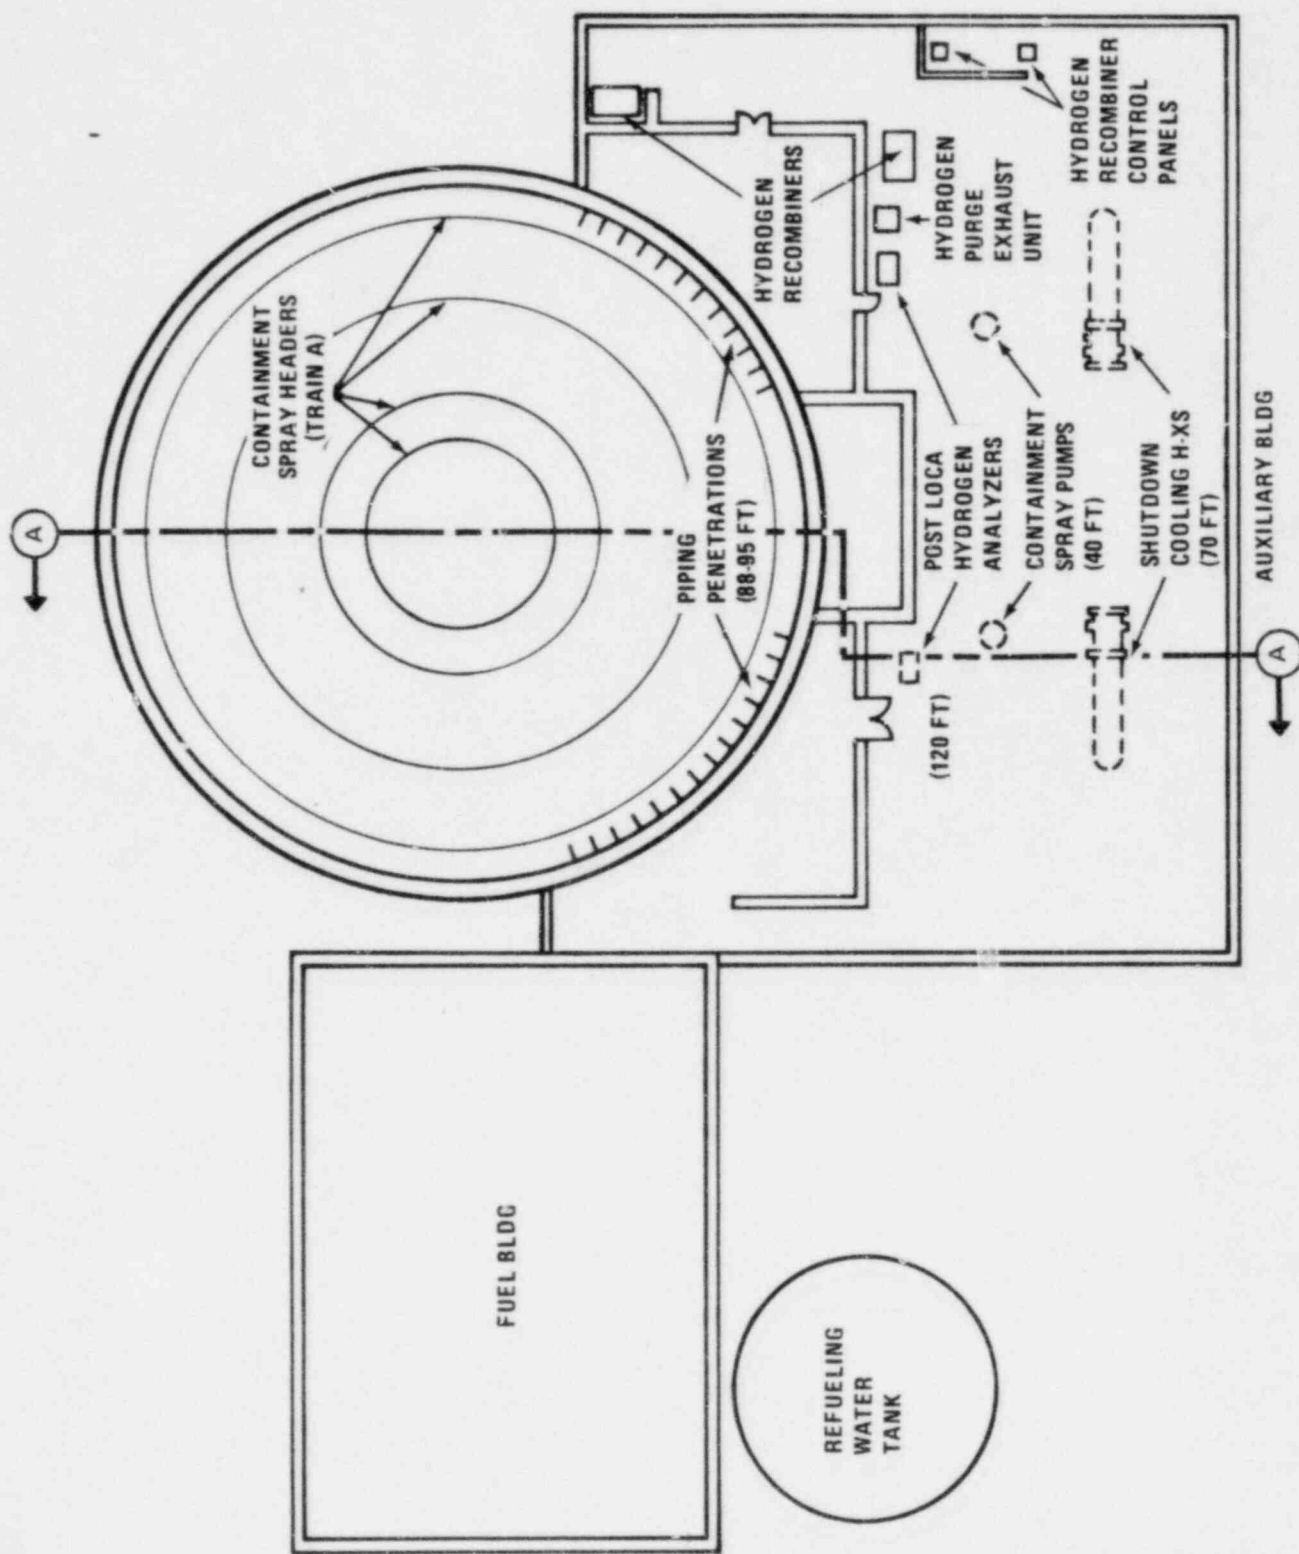 A
CONTAINMENT
SPRAY HEADERS
(TRAIN A)
HYDROGEN
RECOMBINERS
HYDROGEN
PURGE
EXHAUST
UNIT
HYDROGEN
RECOMBINER
CONTROL
PANELS
PIPING
PENETRATIONS
(88-95 FT)
POST LOCA
HYDROGEN
ANALYZERS
(120 FT)
CONTAINMENT
SPRAY PUMPS
(40 FT)
SHUTDOWN
COOLING H-XS
(70 FT)
AUXILIARY BLDG
A
FUEL BLDG
REFUELING
WATER
TANK